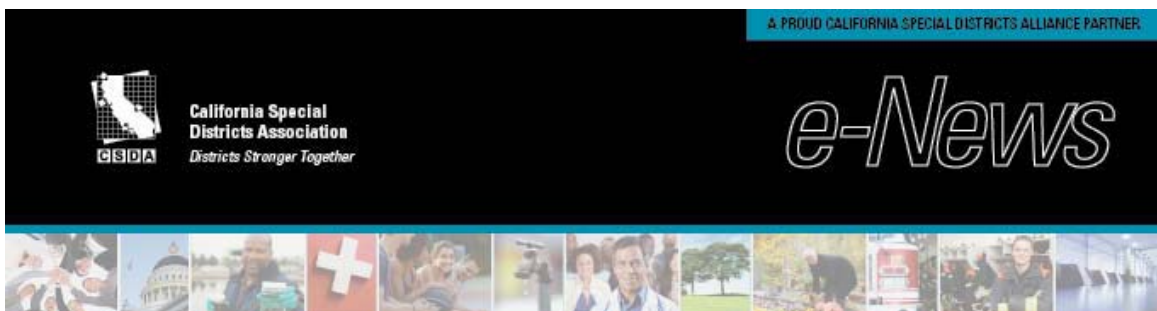 A PROUD CALIFORNIA SPECIAL DISTRICTS ALLIANCE PARTNER
California Special
Districts Association
Districts Stronger Together
CSDA
e-News